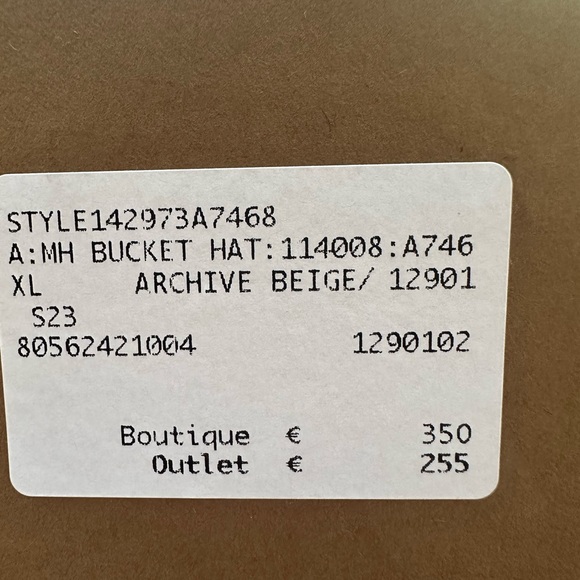 STYLE142973A7468
A:MH BUCKET HAT:114008:A746
XL ARCHIVE BEIGE/ 12901
S23
80562421004 1290102
Boutique € 350
Outlet € 255